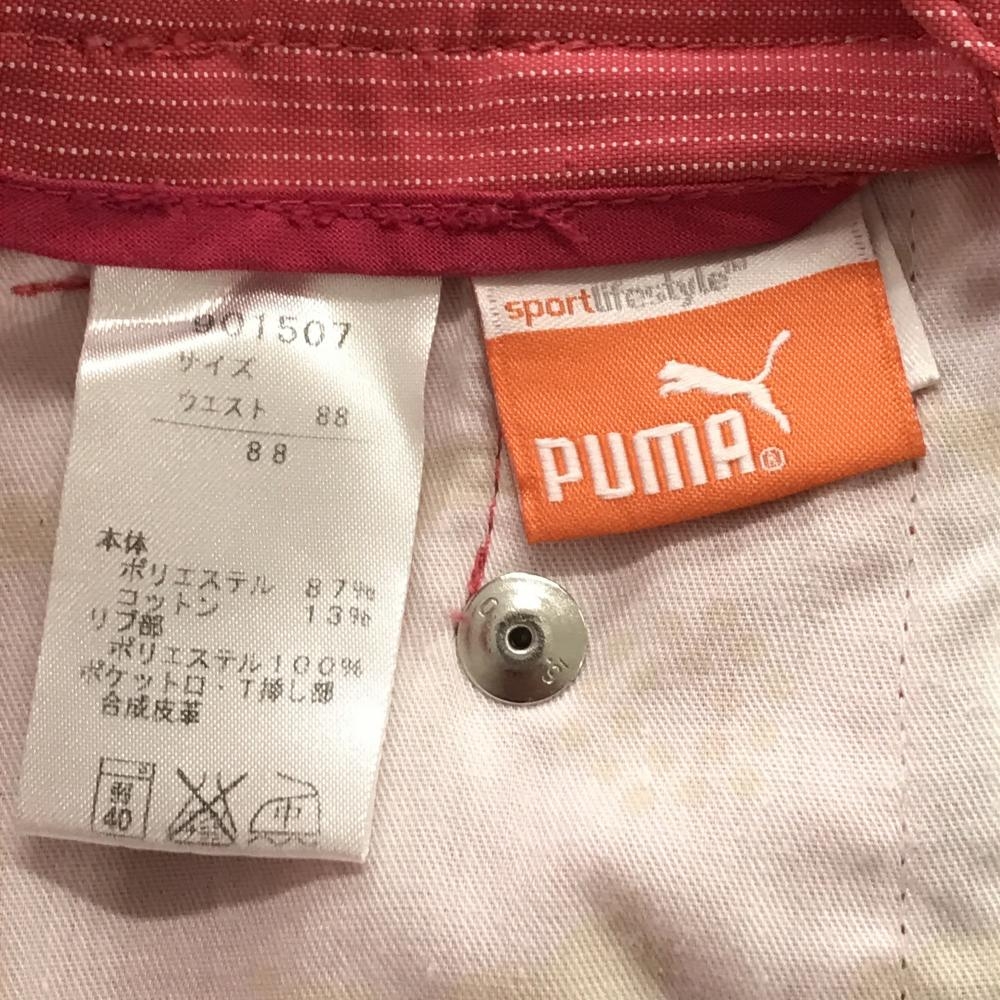 901507
サイズ
ウエスト 88
88
本体
ポリエステル 87%
コットン 13%
リブ部
ポリエステル100%
ポケット口・T挿し部
合成皮革
弱
40
中
sportlifestyle™
PUMA®